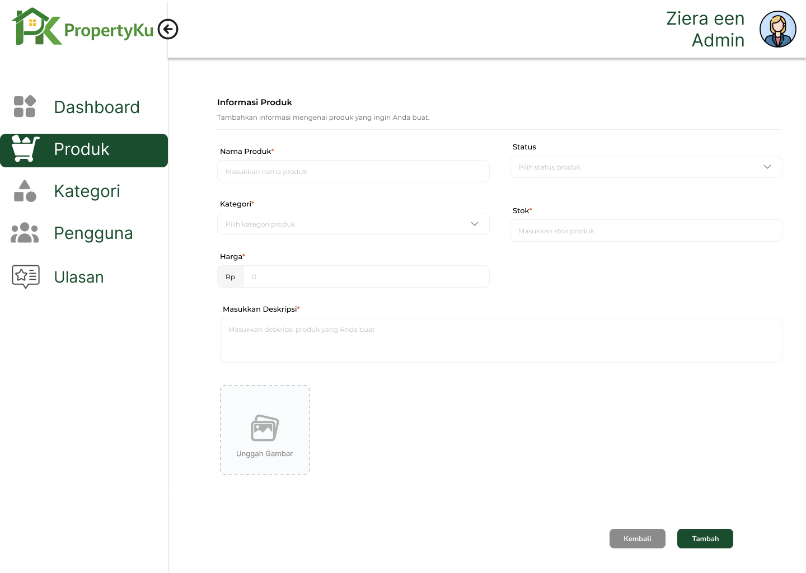 PropertyKu
Ziera een
Admin
Dashboard
Produk
Kategori
Pengguna
Ulasan
Informasi Produk
Tambahkan informasi mengenai produk yang ingin Anda buat.
Nama Produk*
Masukkan nama produk
Status
Pilih status produk
Kategori*
Pilih kategori produk
Stok*
Masukkan stok produk
Harga*
Rp 0
Masukkan Deskripsi*
Masukkan deskripsi produk yang Anda buat
Unggah Gambar
Kembali
Tambah